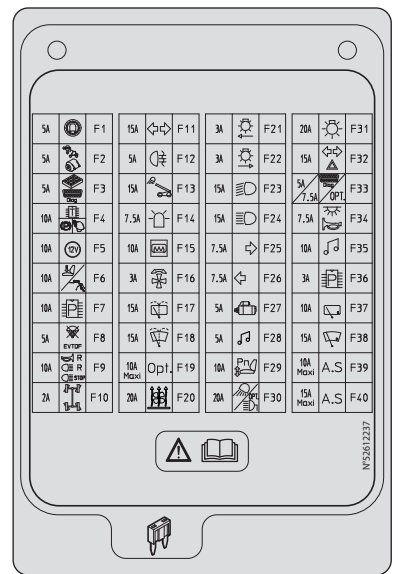 5A F1 15A F11 3A F21 20A F31
5A F2 5A F12 3A F22 15A F32
5A Diag F3 15A F13 15A F23 5A/7.5A Diag/OPT. F33
10A F4 7.5A F14 15A F24 7.5A F34
10A 12V F5 10A F15 7.5A F25 10A F35
10A F6 3A F16 7.5A F26 3A F36
10A F7 15A F17 5A F27 10A F37
5A EVTOF F8 15A F18 5A F28 15A F38
10A R R STOP F9 10A Maxi Opt. F19 10A Pn F29 10A Maxi A.S F39
2A F10 20A F20 20A OPT. F30 15A Maxi A.S F40
N°52612237